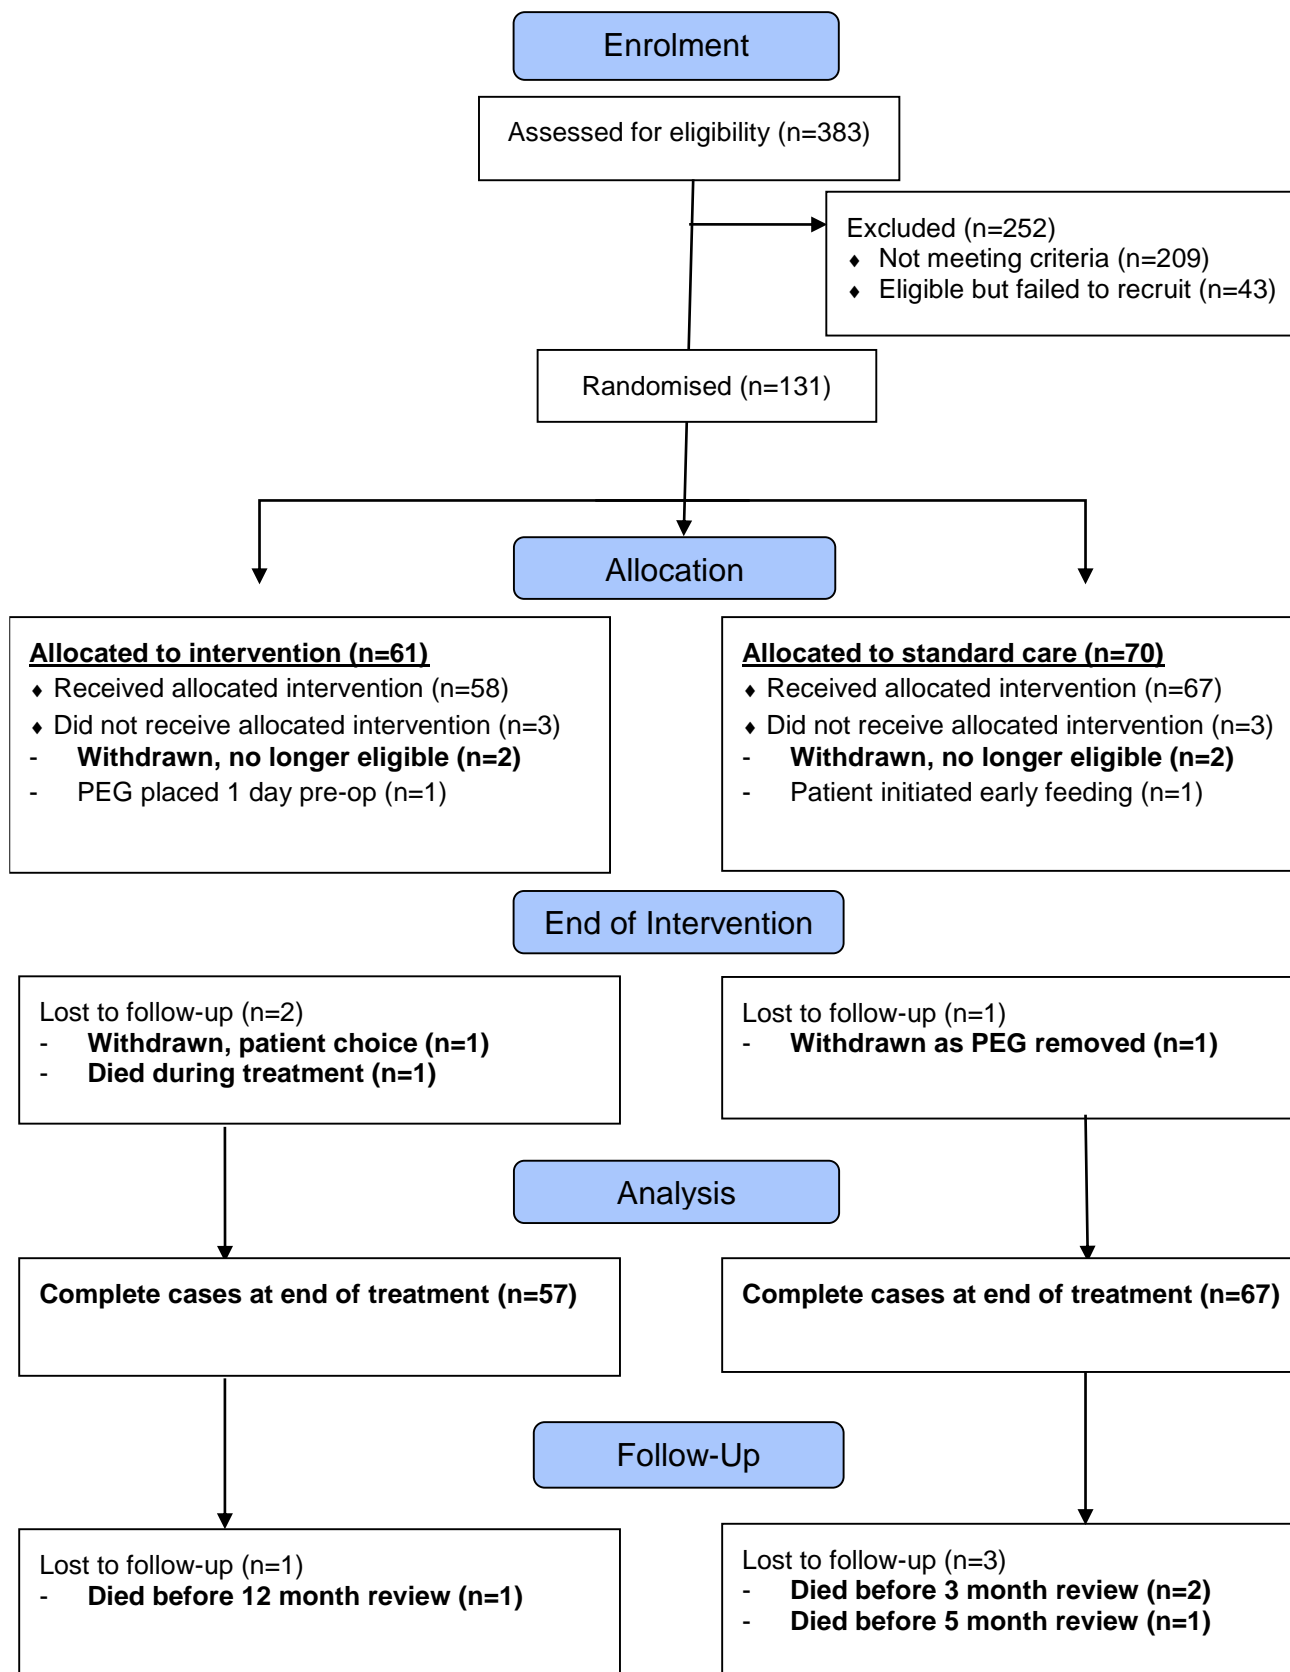 Enrolment
Assessed for eligibility (n=383)
Excluded (n=252)
♦ Not meeting criteria (n=209)
♦ Eligible but failed to recruit (n=43)
Randomised (n=131)
Allocation
Allocated to intervention (n=61)
♦ Received allocated intervention (n=58)
♦ Did not receive allocated intervention (n=3)
- Withdrawn, no longer eligible (n=2)
- PEG placed 1 day pre-op (n=1)
Allocated to standard care (n=70)
♦ Received allocated intervention (n=67)
♦ Did not receive allocated intervention (n=3)
- Withdrawn, no longer eligible (n=2)
- Patient initiated early feeding (n=1)
End of Intervention
Lost to follow-up (n=2)
- Withdrawn, patient choice (n=1)
- Died during treatment (n=1)
Lost to follow-up (n=1)
- Withdrawn as PEG removed (n=1)
Analysis
Complete cases at end of treatment (n=57)
Complete cases at end of treatment (n=67)
Follow-Up
Lost to follow-up (n=1)
- Died before 12 month review (n=1)
Lost to follow-up (n=3)
- Died before 3 month review (n=2)
- Died before 5 month review (n=1)